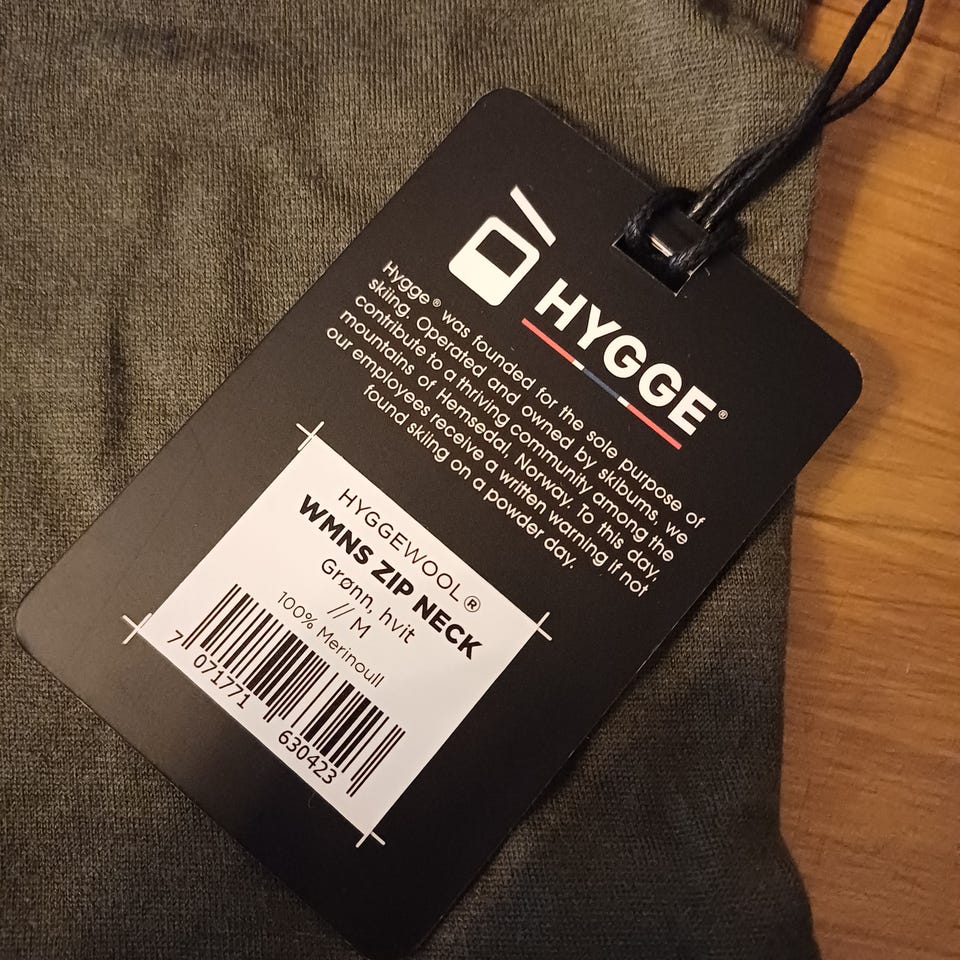 HYGGE®
Hygge® was founded for the sole purpose of
skiing. Operated and owned by skibums, we
contribute to a thriving community among the
mountains of Hemsedal, Norway. To this day,
our employees receive a written warning if not
found skiing on a powder day.
HYGGEWOOL®
WMNS ZIP NECK
Grønn, hvit
// M
100% Merinoull
7 071771 630423